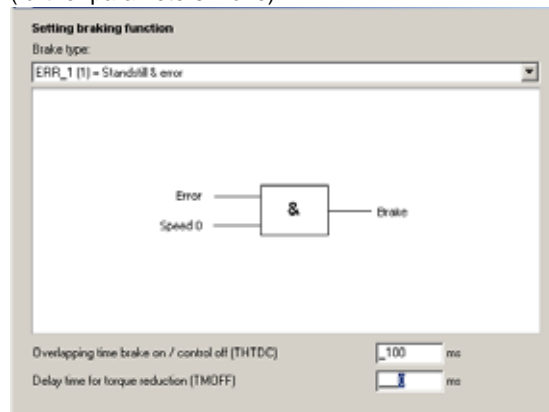 Setting braking function
Brake type:
ERR_1 (1) = Standstill & error
Error
&
Brake
Speed 0
Overlapping time brake on / control off (THTDC)
_100 ms
Delay time for torque reduction (TMOFF)
__0 ms